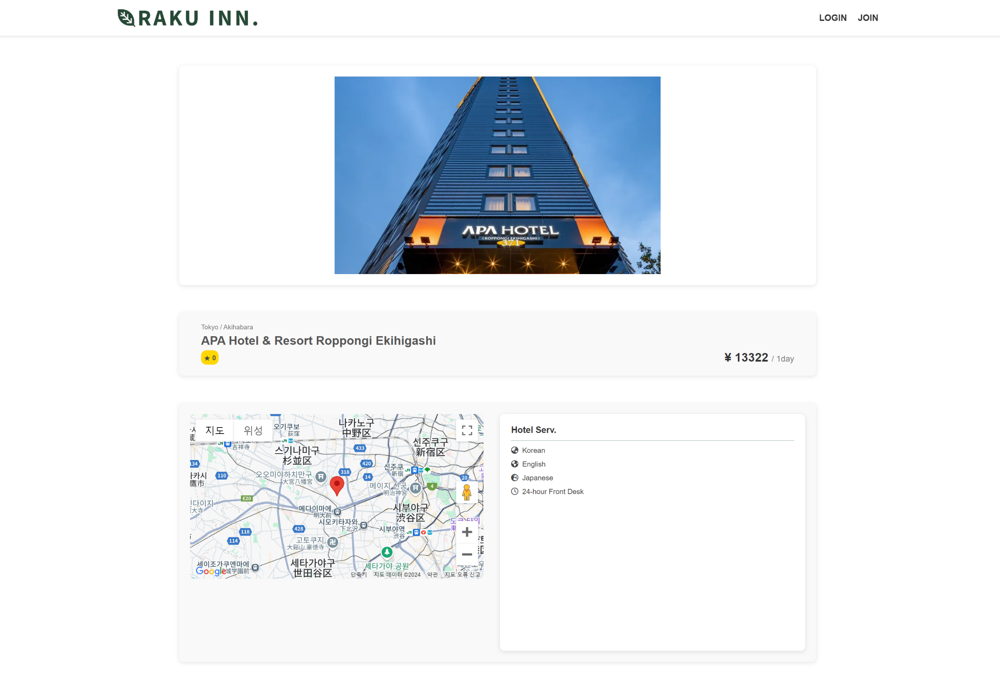 RAKU INN.
LOGIN JOIN
APA HOTEL
〈ROPPONGI EKIHIGASHI〉
371
Tokyo / Akihabara
APA Hotel & Resort Roppongi Ekihigashi
★ 0
¥ 13322 / 1day
지도 위성
오기쿠보
荻窪
나카노구
中野区
吉祥寺
신주쿠구
新宿区
스기나미구
杉並区
433
420
134
110
318
14
20
신주쿠
新宿
오오미야하치만구
大宮八幡宮
메이지 신궁
明治神宮
4
鷹市
E20
메다이마에
明大前
시부야구
渋谷区
시모키타자와
下北沢
시부야역
渋谷
428
118
114
고토쿠지
大谿山.豪徳寺
세이조가쿠엔마에
城学園前
세타가야구
世田谷区
세타가야 공원
Google
단축키 지도 데이터 ©2024 약관 지도 오류 신고
Hotel Serv.
Korean
English
Japanese
24-hour Front Desk